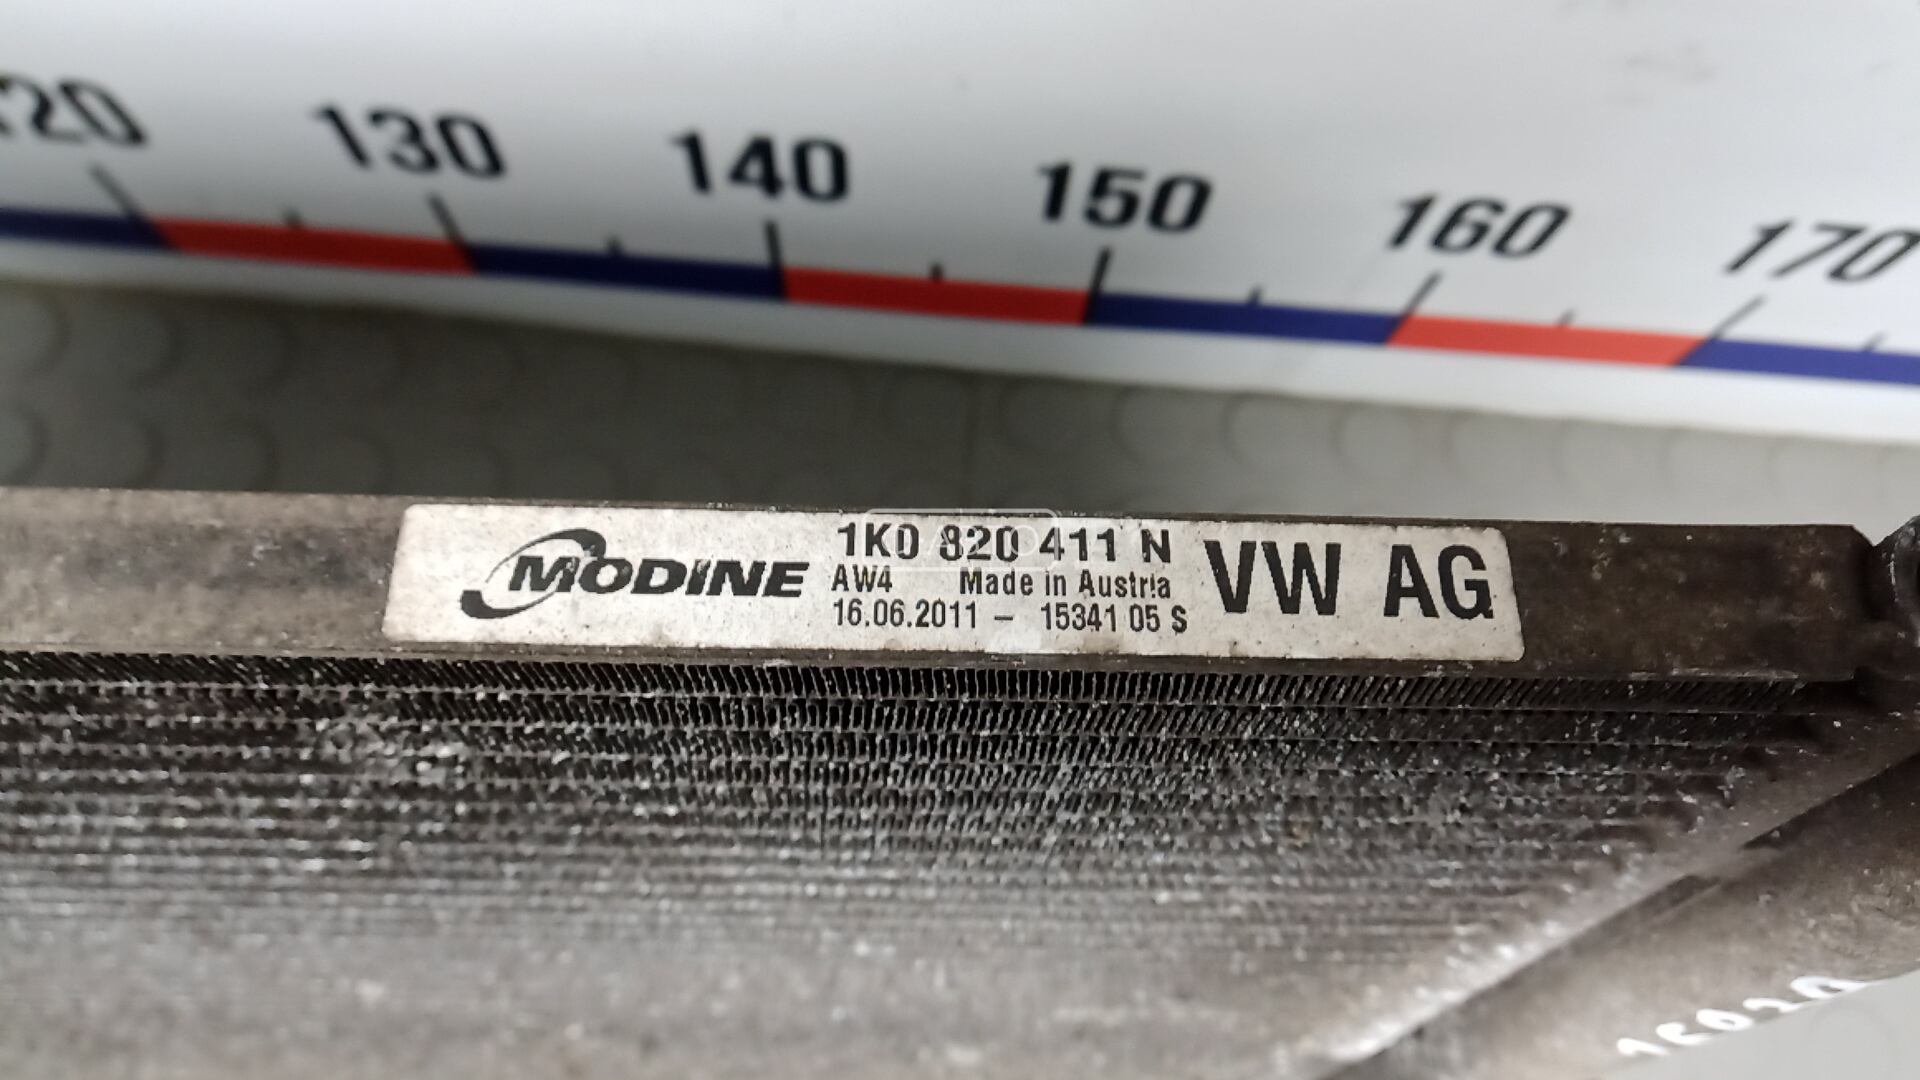 120 130 140 150 160 170
MODINE
1K0 820 411 N
AW4 Made in Austria
16.06.2011 – 15341 05 S
VW AG